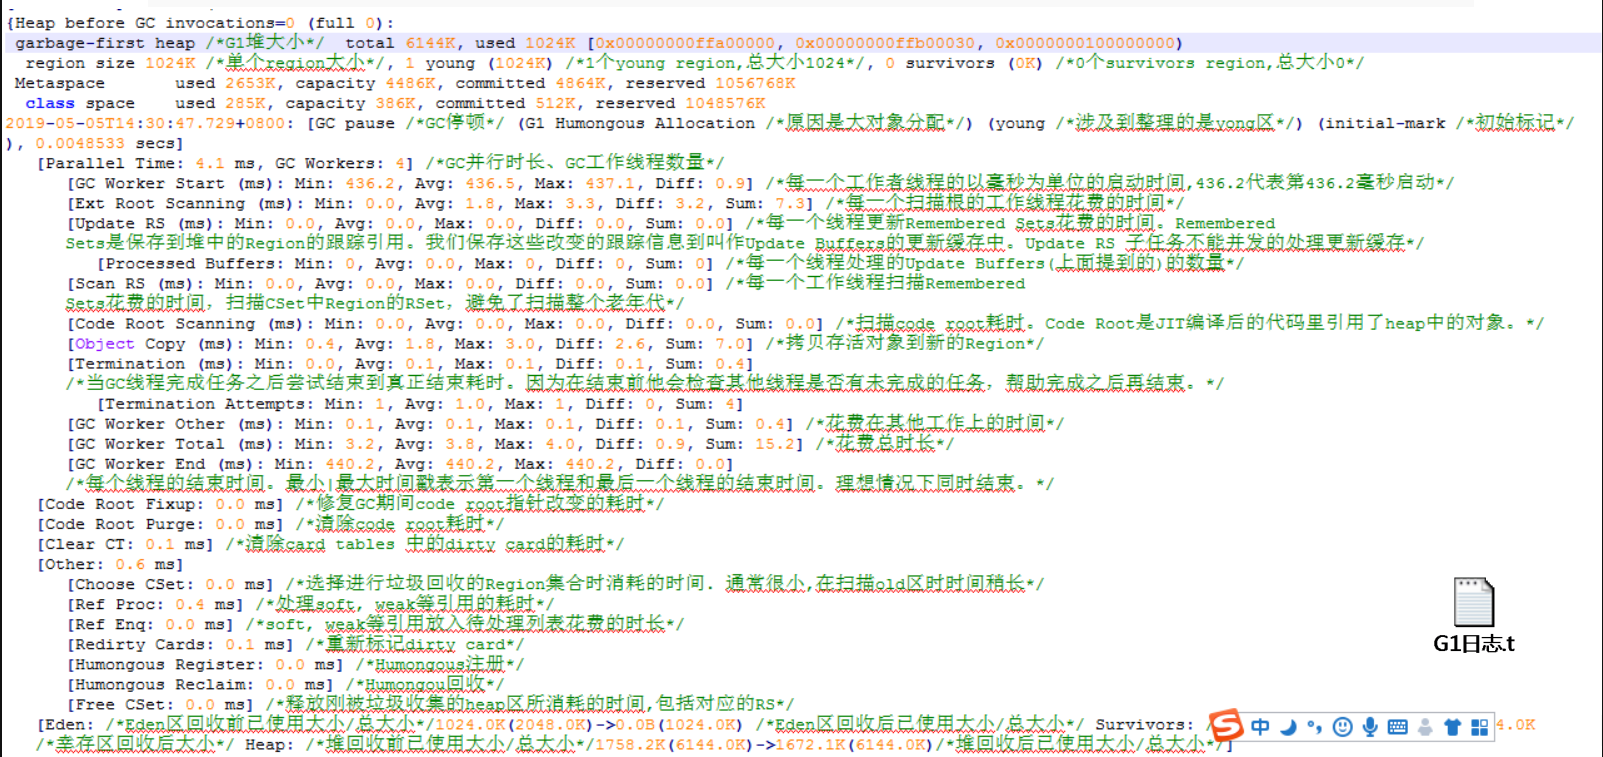 {Heap before GC invocations=0 (full 0):
garbage-first heap /*G1堆大小*/ total 6144K, used 1024K [0x00000000ffa00000, 0x00000000ffb00030, 0x0000000100000000)
region size 1024K /*单个region大小*/, 1 young (1024K) /*1个young region,总大小1024*/, 0 survivors (0K) /*0个survivors region,总大小0*/
Metaspace used 2653K, capacity 4486K, committed 4864K, reserved 1056768K
class space used 285K, capacity 386K, committed 512K, reserved 1048576K
2019-05-05T14:30:47.729+0800: [GC pause /*GC停顿*/ (G1 Humongous Allocation /*原因是大对象分配*/) (young /*涉及到整理的是yong区*/) (initial-mark /*初始标记*/
), 0.0048533 secs]
[Parallel Time: 4.1 ms, GC Workers: 4] /*GC并行时长、GC工作线程数量*/
[GC Worker Start (ms): Min: 436.2, Avg: 436.5, Max: 437.1, Diff: 0.9] /*每一个工作者线程的以毫秒为单位的启动时间,436.2代表第436.2毫秒启动*/
[Ext Root Scanning (ms): Min: 0.0, Avg: 1.8, Max: 3.3, Diff: 3.2, Sum: 7.3] /*每一个扫描根的工作线程花费的时间*/
[Update RS (ms): Min: 0.0, Avg: 0.0, Max: 0.0, Diff: 0.0, Sum: 0.0] /*每一个线程更新Remembered Sets花费的时间。Remembered
Sets是保存到堆中的Region的跟踪引用。我们保存这些改变的跟踪信息到叫作Update Buffers的更新缓存中。Update RS 子任务不能并发的处理更新缓存*/
[Processed Buffers: Min: 0, Avg: 0.0, Max: 0, Diff: 0, Sum: 0] /*每一个线程处理的Update Buffers(上面提到的)的数量*/
[Scan RS (ms): Min: 0.0, Avg: 0.0, Max: 0.0, Diff: 0.0, Sum: 0.0] /*每一个工作线程扫描Remembered
Sets花费的时间，扫描CSet中Region的RSet，避免了扫描整个老年代*/
[Code Root Scanning (ms): Min: 0.0, Avg: 0.0, Max: 0.0, Diff: 0.0, Sum: 0.0] /*扫描code root耗时。Code Root是JIT编译后的代码里引用了heap中的对象。*/
[Object Copy (ms): Min: 0.4, Avg: 1.8, Max: 3.0, Diff: 2.6, Sum: 7.0] /*拷贝存活对象到新的Region*/
[Termination (ms): Min: 0.0, Avg: 0.1, Max: 0.1, Diff: 0.1, Sum: 0.4]
/*当GC线程完成任务之后尝试结束到真正结束耗时。因为在结束前他会检查其他线程是否有未完成的任务，帮助完成之后再结束。*/
[Termination Attempts: Min: 1, Avg: 1.0, Max: 1, Diff: 0, Sum: 4]
[GC Worker Other (ms): Min: 0.1, Avg: 0.1, Max: 0.1, Diff: 0.1, Sum: 0.4] /*花费在其他工作上的时间*/
[GC Worker Total (ms): Min: 3.2, Avg: 3.8, Max: 4.0, Diff: 0.9, Sum: 15.2] /*花费总时长*/
[GC Worker End (ms): Min: 440.2, Avg: 440.2, Max: 440.2, Diff: 0.0]
/*每个线程的结束时间。最小|最大时间戳表示第一个线程和最后一个线程的结束时间。理想情况下同时结束。*/
[Code Root Fixup: 0.0 ms] /*修复GC期间code root指针改变的耗时*/
[Code Root Purge: 0.0 ms] /*清除code root耗时*/
[Clear CT: 0.1 ms] /*清除card tables 中的dirty card的耗时*/
[Other: 0.6 ms]
[Choose CSet: 0.0 ms] /*选择进行垃圾回收的Region集合时消耗的时间. 通常很小,在扫描old区时时间稍长*/
[Ref Proc: 0.4 ms] /*处理soft, weak等引用的耗时*/
[Ref Enq: 0.0 ms] /*soft, weak等引用放入待处理列表花费的时长*/
[Redirty Cards: 0.1 ms] /*重新标记dirty card*/
[Humongous Register: 0.0 ms] /*Humongous注册*/
[Humongous Reclaim: 0.0 ms] /*Humongou回收*/
[Free CSet: 0.0 ms] /*释放刚被垃圾收集的heap区所消耗的时间,包括对应的RS*/
[Eden: /*Eden区回收前已使用大小/总大小*/1024.0K(2048.0K)->0.0B(1024.0K) /*Eden区回收后已使用大小/总大小*/ Survivors: 4.0K
/*幸存区回收后大小*/ Heap: /*堆回收前已使用大小/总大小*/1758.2K(6144.0K)->1672.1K(6144.0K)/*堆回收后已使用大小/总大小*/]
G1日志.t
S中